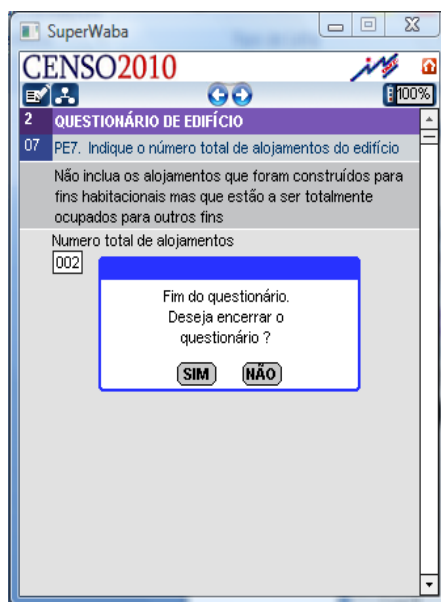 SuperWaba
CENSO2010
ine
100%
2 QUESTIONÁRIO DE EDIFÍCIO
07 PE7. Indique o número total de alojamentos do edifício
Não inclua os alojamentos que foram construídos para
fins habitacionais mas que estão a ser totalmente
ocupados para outros fins
Numero total de alojamentos
002
Fim do questionário.
Deseja encerrar o
questionário ?
SIM NÃO